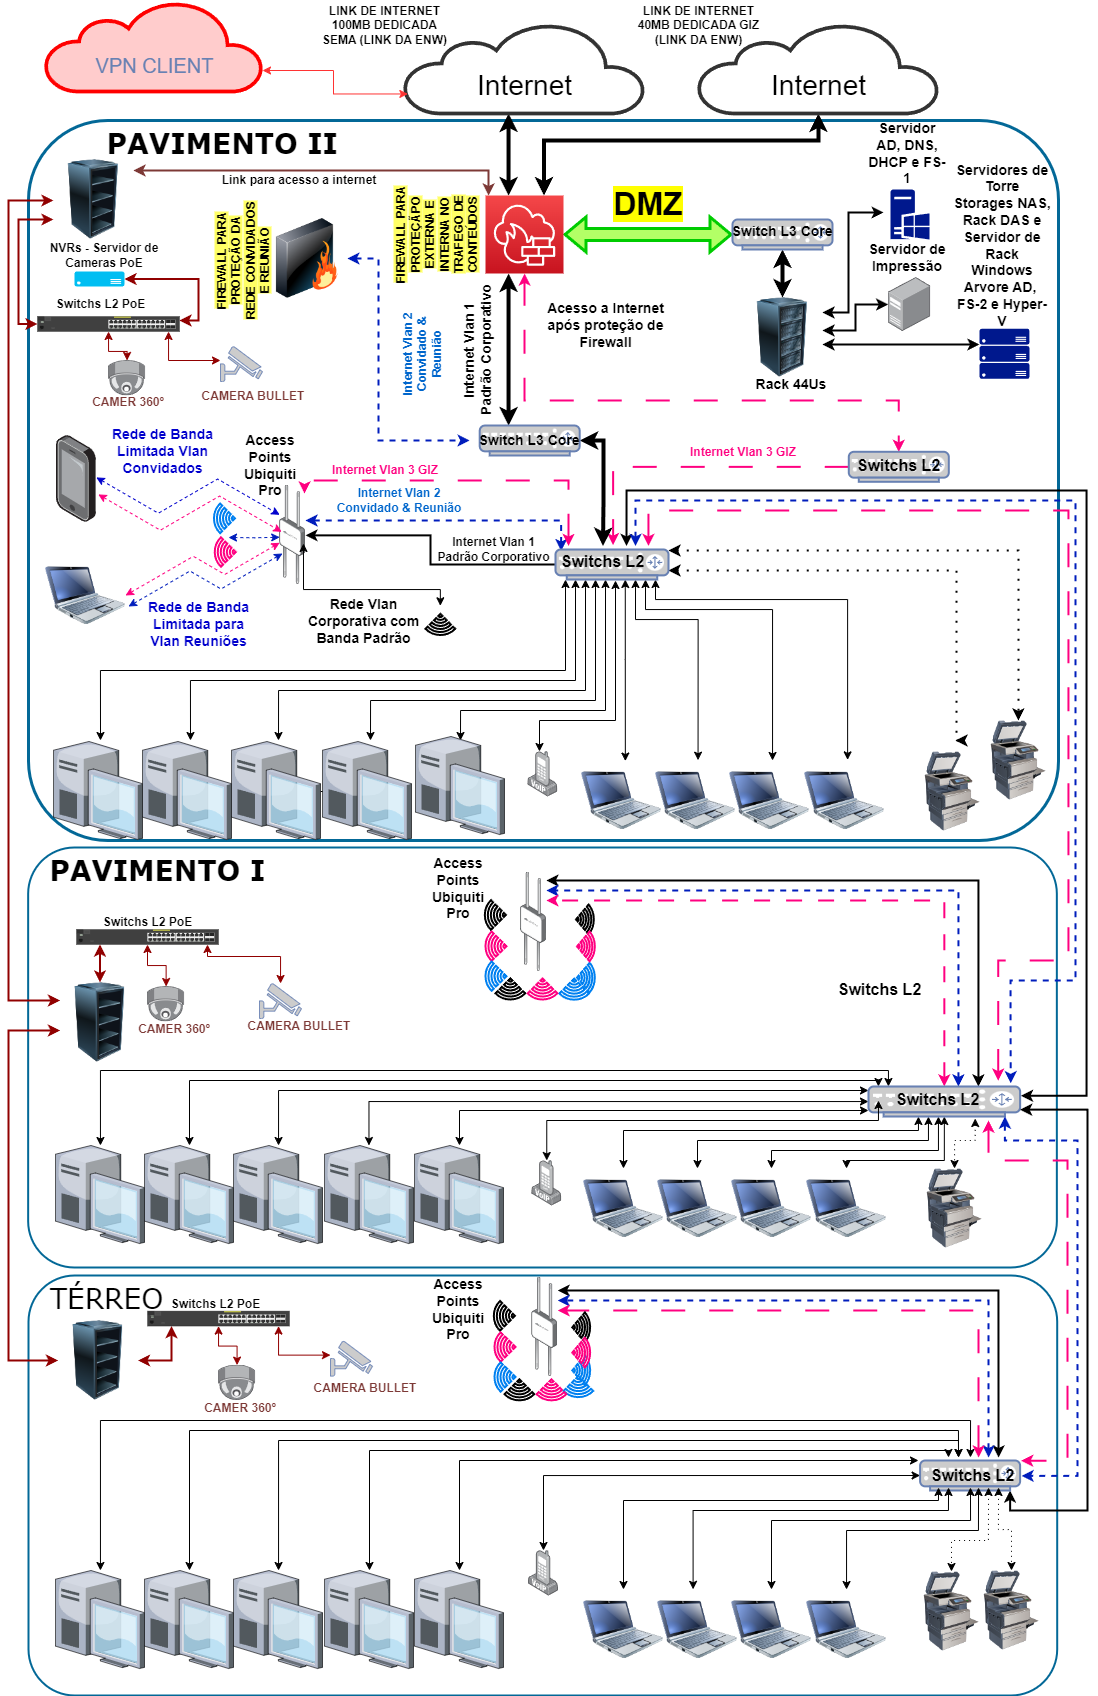 LINK DE INTERNET
100MB DEDICADA
SEMA (LINK DA ENW)
LINK DE INTERNET
40MB DEDICADA GIZ
(LINK DA ENW)
VPN CLIENT
Internet
Internet
PAVIMENTO II
Link para acesso a internet
NVRs - Servidor de
Cameras PoE
Switchs L2 PoE
CAMER 360º
CAMERA BULLET
FIREWALL PARA
PROTEÇÃO DA
REDE CONVIDADOS
E REUNIÃO
FIREWALL PARA
PROTEÇÃPO
EXTERNA E
INTERNA NO
TRAFEGO DE
CONTEÚDOS
DMZ
Switch L3 Core
Servidor
AD, DNS,
DHCP e FS-
1
Servidor de
Impressão
Servidores de
Torre
Storages NAS,
Rack DAS e
Servidor de
Rack
Windows
Arvore AD,
FS-2 e Hyper-
V
Rack 44Us
Acesso a Internet
após proteção de
Firewall
Internet Vlan 2
Convidado &
Reunião
Internet Vlan 1
Padrão Corporativo
Switch L3 Core
Switchs L2
Internet Vlan 3 GIZ
Internet Vlan 3 GIZ
Rede de Banda
Limitada Vlan
Convidados
Access
Points
Ubiquiti
Pro
Internet Vlan 2
Convidado & Reunião
Internet Vlan 1
Padrão Corporativo
Switchs L2
Rede de Banda
Limitada para
Vlan Reuniões
Rede Vlan
Corporativa com
Banda Padrão
VoIP
PAVIMENTO I
Access
Points
Ubiquiti
Pro
Switchs L2 PoE
CAMER 360º
CAMERA BULLET
Switchs L2
Switchs L2
VoIP
TÉRREO
Switchs L2 PoE
Access
Points
Ubiquiti
Pro
CAMER 360º
CAMERA BULLET
Switchs L2
VoIP